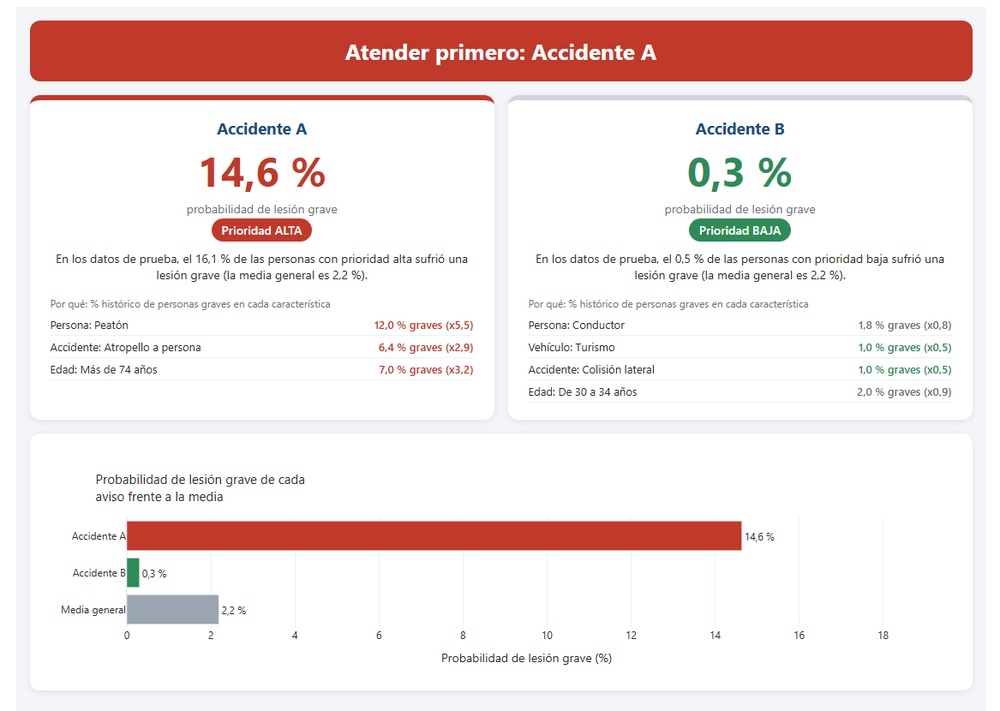 Atender primero: Accidente A
Accidente A
14,6 %
probabilidad de lesión grave
Prioridad ALTA
En los datos de prueba, el 16,1 % de las personas con prioridad alta sufrió una
lesión grave (la media general es 2,2 %).
Por qué: % histórico de personas graves en cada característica
Persona: Peatón 12,0 % graves (x5,5)
Accidente: Atropello a persona 6,4 % graves (x2,9)
Edad: Más de 74 años 7,0 % graves (x3,2)
Accidente B
0,3 %
probabilidad de lesión grave
Prioridad BAJA
En los datos de prueba, el 0,5 % de las personas con prioridad baja sufrió una
lesión grave (la media general es 2,2 %).
Por qué: % histórico de personas graves en cada característica
Persona: Conductor 1,8 % graves (x0,8)
Vehículo: Turismo 1,0 % graves (x0,5)
Accidente: Colisión lateral 1,0 % graves (x0,5)
Edad: De 30 a 34 años 2,0 % graves (x0,9)
Probabilidad de lesión grave de cada
aviso frente a la media
Accidente A 14,6 %
Accidente B 0,3 %
Media general 2,2 %
0 2 4 6 8 10 12 14 16 18
Probabilidad de lesión grave (%)